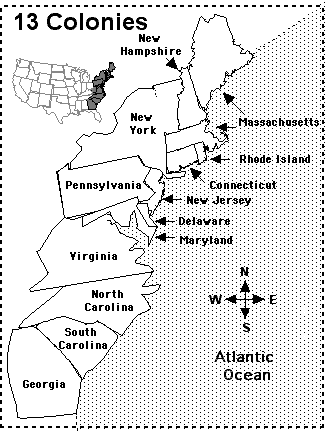 13 Colonies
New
Hampshire
New
York
Massachusetts
Rhode Island
Connecticut
Pennsylvania
New Jersey
Delaware
Maryland
Virginia
North
Carolina
South
Carolina
Georgia
N
W
E
S
Atlantic
Ocean